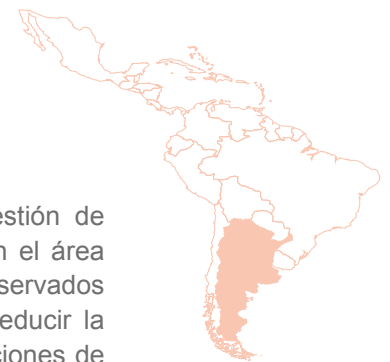 estión de
n el área
servados
educir la
ciones de